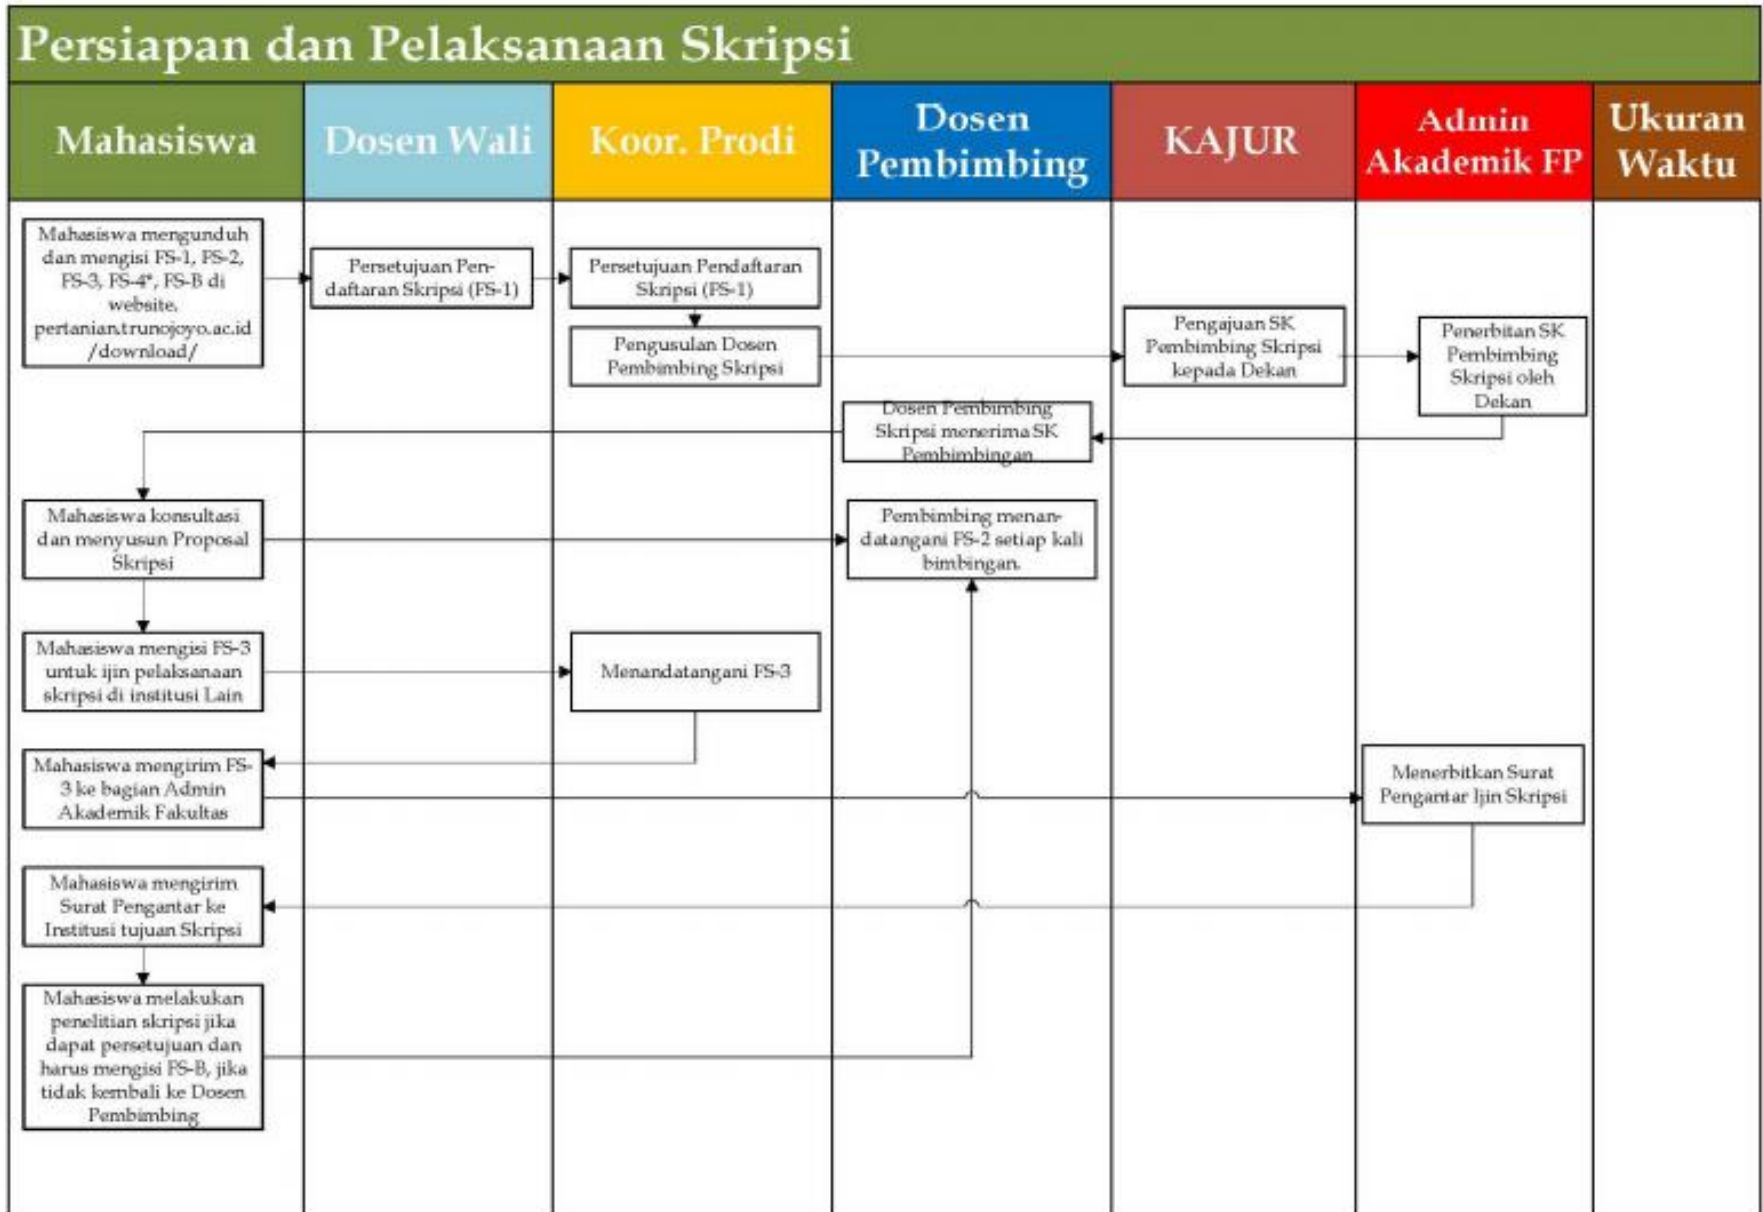 Persiapan dan Pelaksanaan Skripsi
Mahasiswa
Dosen Wali
Koor. Prodi
Dosen
Pembimbing
KAJUR
Admin
Akademik FP
Ukuran
Waktu
Mahasiswa mengunduh
dan mengisi FS-1, FS-2,
FS-3, FS-4*, FS-B di
website.
pertanian.trunojoyo.ac.id
/download/
Persetujuan Pen-
daftaran Skripsi (FS-1)
Persetujuan Pendaftaran
Skripsi (FS-1)
Pengusulan Dosen
Pembimbing Skripsi
Pengajuan SK
Pembimbing Skripsi
kepada Dekan
Penerbitan SK
Pembimbing
Skripsi oleh
Dekan
Dosen Pembimbing
Skripsi menerima SK
Pembimbingan
Mahasiswa konsultasi
dan menyusun Proposal
Skripsi
Pembimbing menan-
datangani FS-2 setiap kali
bimbingan.
Mahasiswa mengisi FS-3
untuk ijin pelaksanaan
skripsi di institusi Lain
Menandatangani FS-3
Mahasiswa mengirim FS-
3 ke bagian Admin
Akademik Fakultas
Menerbitkan Surat
Pengantar Ijin Skripsi
Mahasiswa mengirim
Surat Pengantar ke
Institusi tujuan Skripsi
Mahasiswa melakukan
penelitian skripsi jika
dapat persetujuan dan
harus mengisi FS-B, jika
tidak kembali ke Dosen
Pembimbing